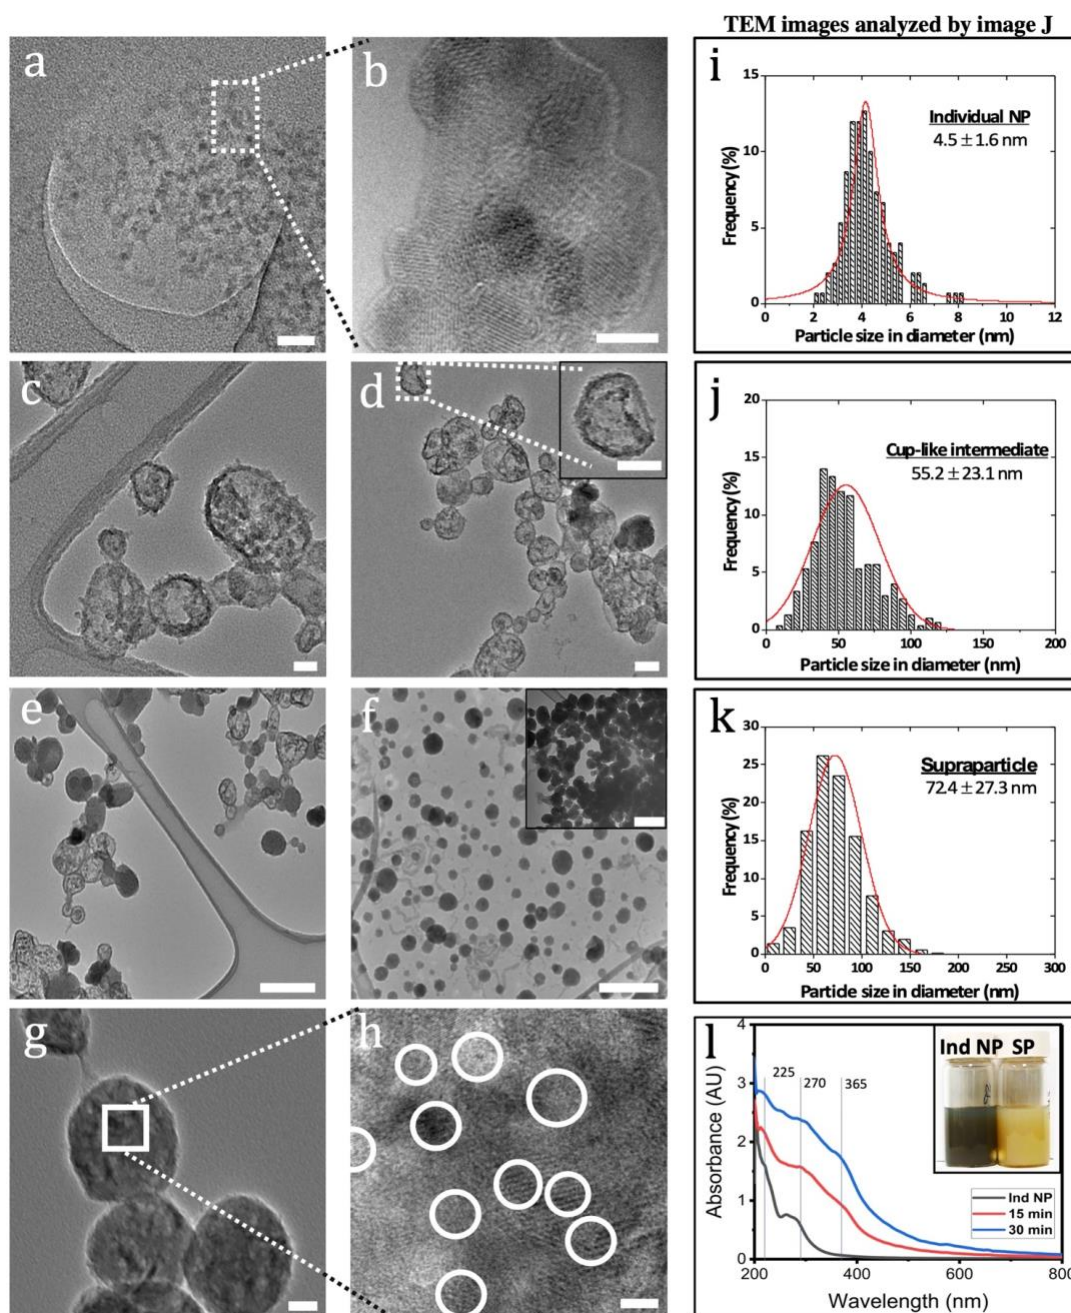 TEM images analyzed by image J
a
b
i
15
10
5
0
Frequency (%)
Individual NP
4.5 ± 1.6 nm
0 2 4 6 8 10 12
Particle size in diameter (nm)
c
d
j
20
15
10
5
0
Frequency (%)
Cup-like intermediate
55.2 ± 23.1 nm
0 50 100 150 200
Particle size in diameter (nm)
e
f
k
30
25
20
15
10
5
0
Frequency (%)
Supraparticle
72.4 ± 27.3 nm
0 50 100 150 200 250 300
Particle size in diameter (nm)
g
h
l
4
3
2
1
0
Absorbance (AU)
225 270 365
Ind NP SP
Ind NP
15 min
30 min
200 400 600 800
Wavelength (nm)